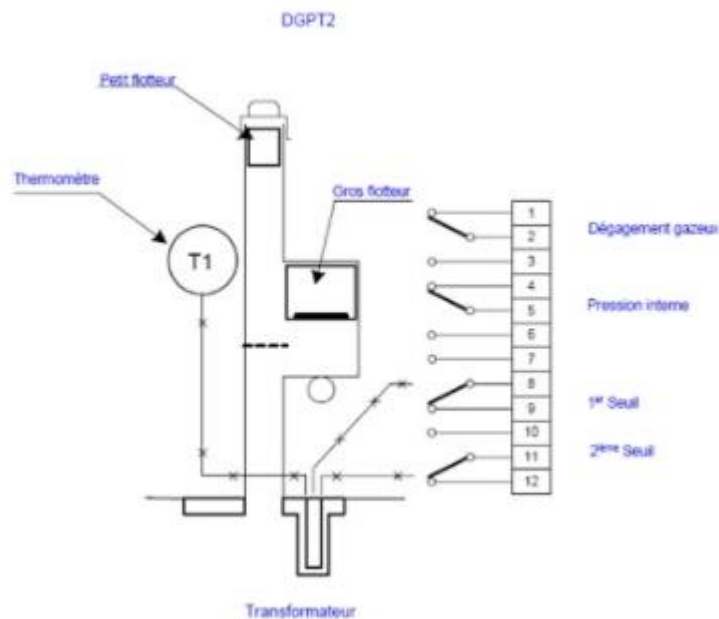 DGPT2
Petit flotteur
Thermomètre
Gros flotteur
T1
1
2
3
4
5
6
7
8
9
10
11
12
Dégagement gazeux
Pression interne
1er Seuil
2ième Seuil
Transformateur